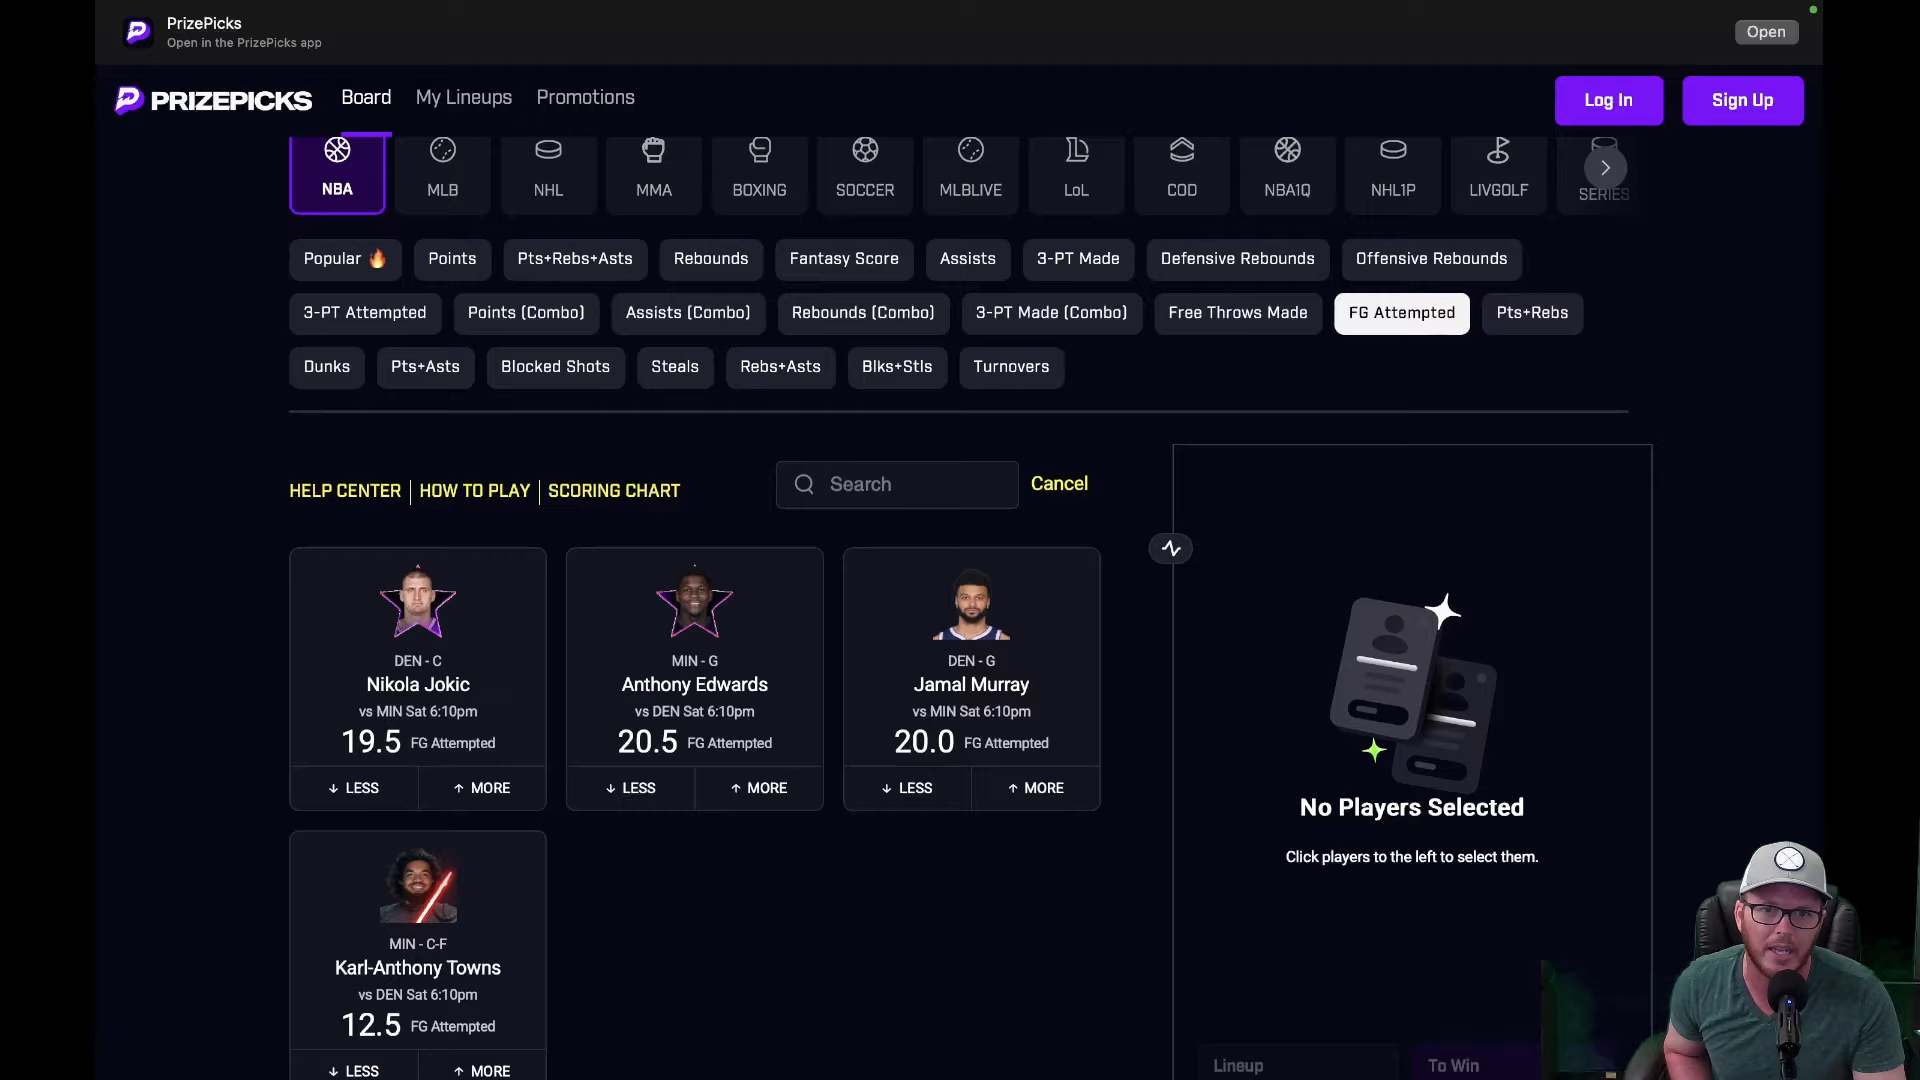 PrizePicks
Open in the PrizePicks app
Open
PRIZEPICKS
Board
My Lineups
Promotions
Log In
Sign Up
NBA
MLB
NHL
MMA
BOXING
SOCCER
MLBLIVE
LoL
COD
NBA1Q
NHL1P
LIVGOLF
SERIES
Popular 🔥
Points
Pts+Rebs+Asts
Rebounds
Fantasy Score
Assists
3-PT Made
Defensive Rebounds
Offensive Rebounds
3-PT Attempted
Points (Combo)
Assists (Combo)
Rebounds (Combo)
3-PT Made (Combo)
Free Throws Made
FG Attempted
Pts+Rebs
Dunks
Pts+Asts
Blocked Shots
Steals
Rebs+Asts
Blks+Stls
Turnovers
HELP CENTER
HOW TO PLAY
SCORING CHART
Search
Cancel
DEN - C
Nikola Jokic
vs MIN Sat 6:10pm
19.5 FG Attempted
↓ LESS
↑ MORE
MIN - G
Anthony Edwards
vs DEN Sat 6:10pm
20.5 FG Attempted
↓ LESS
↑ MORE
DEN - G
Jamal Murray
vs MIN Sat 6:10pm
20.0 FG Attempted
↓ LESS
↑ MORE
MIN - C-F
Karl-Anthony Towns
vs DEN Sat 6:10pm
12.5 FG Attempted
↓ LESS
↑ MORE
No Players Selected
Click players to the left to select them.
Lineup
To Win